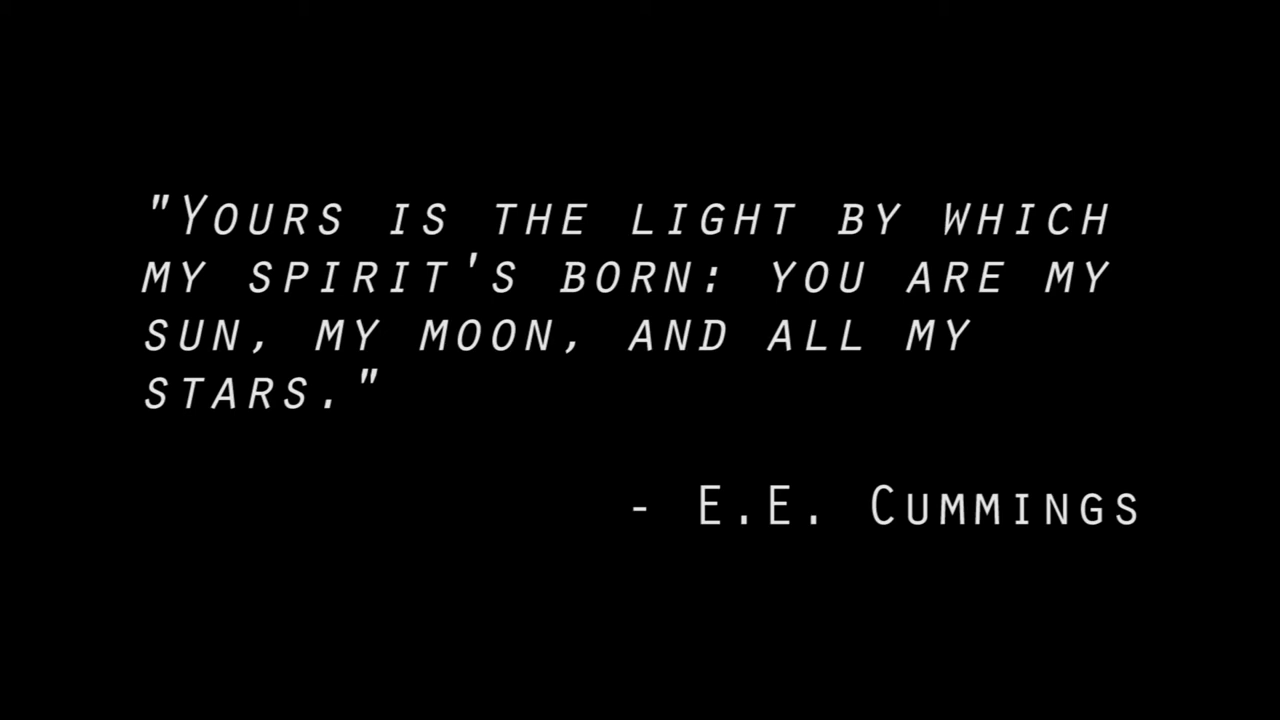 "Yours is the light by which
my spirit's born: you are my
sun, my moon, and all my
stars."
- E.E. Cummings